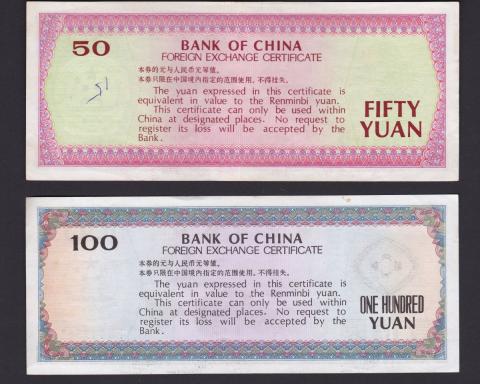 50
BANK OF CHINA
FOREIGN EXCHANGE CERTIFICATE
本券的元与人民币元等值。
本券只限在中国境内指定的范围使用,不得挂失。
The yuan expressed in this certificate is
equivalent in value to the Renminbi yuan.
This certificate can only be used within
China at designated places. No request to
register its loss will be accepted by the
Bank.
FIFTY
YUAN
100
BANK OF CHINA
FOREIGN EXCHANGE CERTIFICATE
本券的元与人民币元等值。
本券只限在中国境内指定的范围使用,不得挂失。
The yuan expressed in this certificate is
equivalent in value to the Renminbi yuan.
This certificate can only be used within
China at designated places. No request to
register its loss will be accepted by the
Bank.
ONE HUNDRED
YUAN